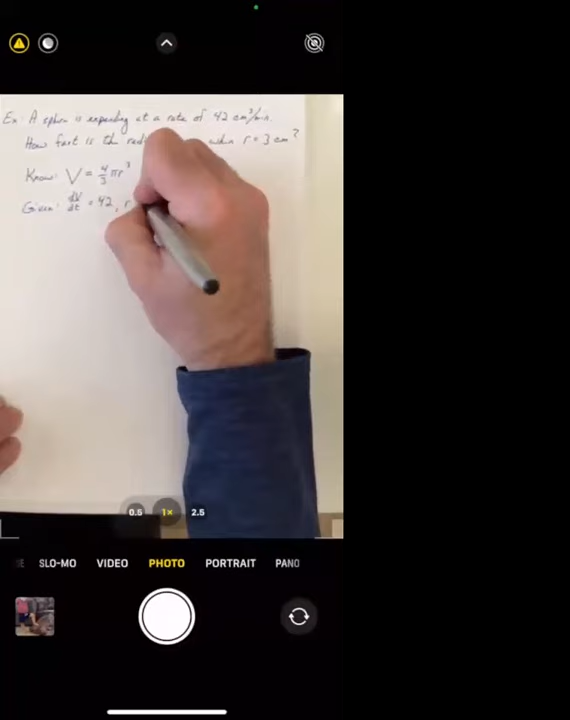 Ex: A sphere is expanding at a rate of 42 cm³/min.
How fast is the when r = 3 cm?
Know: V = 4/3 πr³
Given: dV/dt = 42, r
0.5 1× 2.5
SLO-MO VIDEO PHOTO PORTRAIT PANO